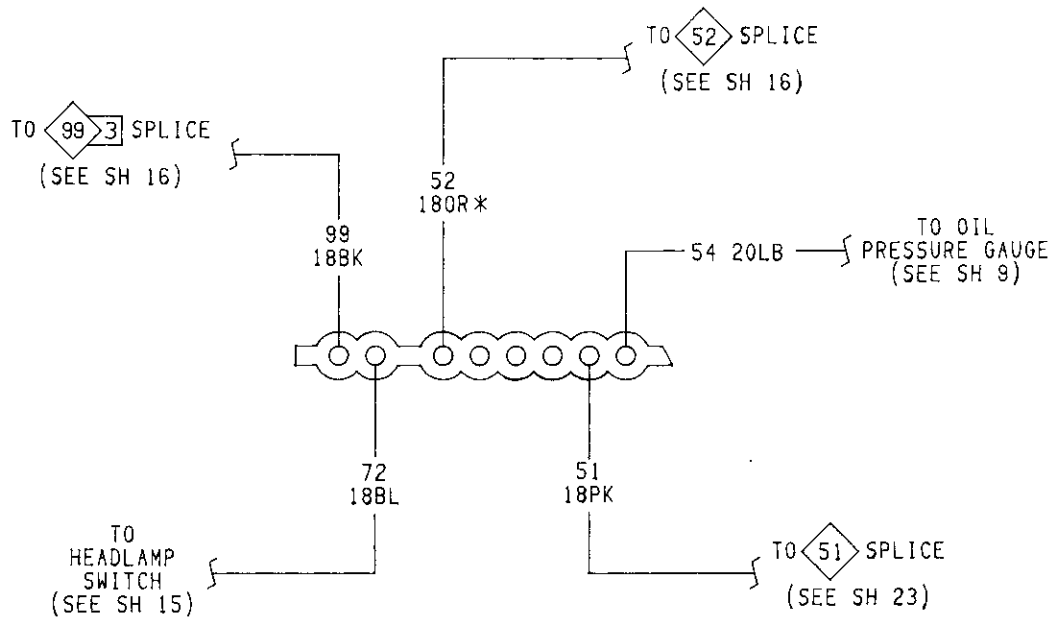 TO 52 SPLICE
(SEE SH 16)
TO 99 3 SPLICE
(SEE SH 16)
52
18OR*
99
18BK
54 20LB
TO OIL
PRESSURE GAUGE
(SEE SH 9)
72
18BL
51
18PK
TO
HEADLAMP
SWITCH
(SEE SH 15)
TO 51 SPLICE
(SEE SH 23)